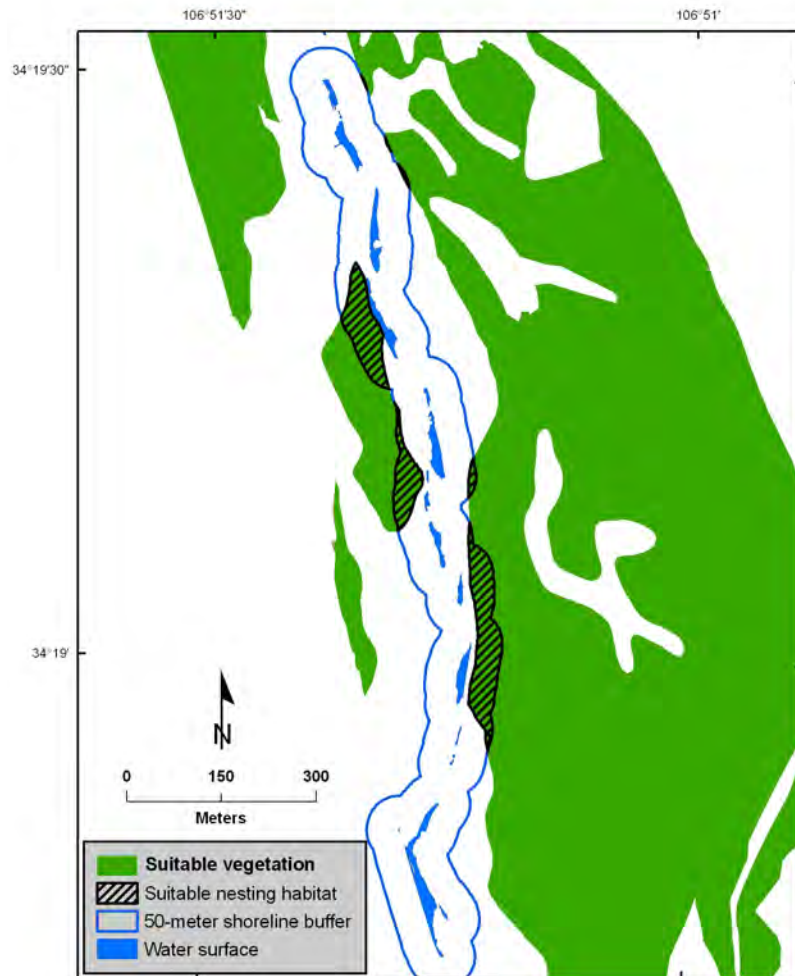 106°51'30" 106°51'
34°19'30"
34°19'
N
0 150 300
Meters
Suitable vegetation
Suitable nesting habitat
50-meter shoreline buffer
Water surface